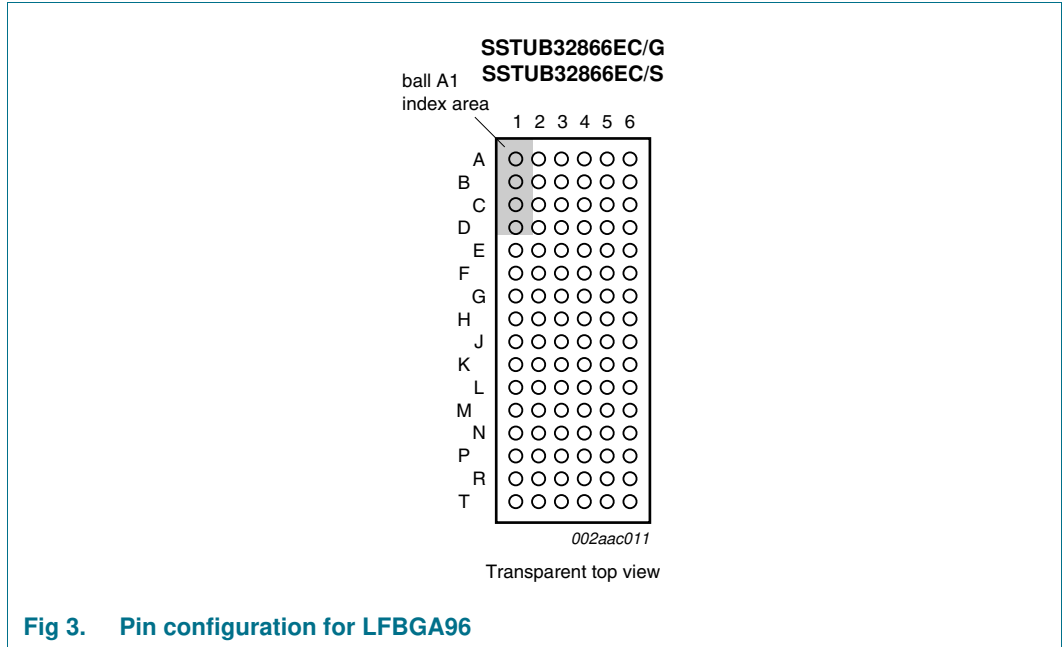 SSTUB32866EC/G
SSTUB32866EC/S
ball A1
index area
1 2 3 4 5 6
A
B
C
D
E
F
G
H
J
K
L
M
N
P
R
T
002aac011
Transparent top view
Fig 3. Pin configuration for LFBGA96